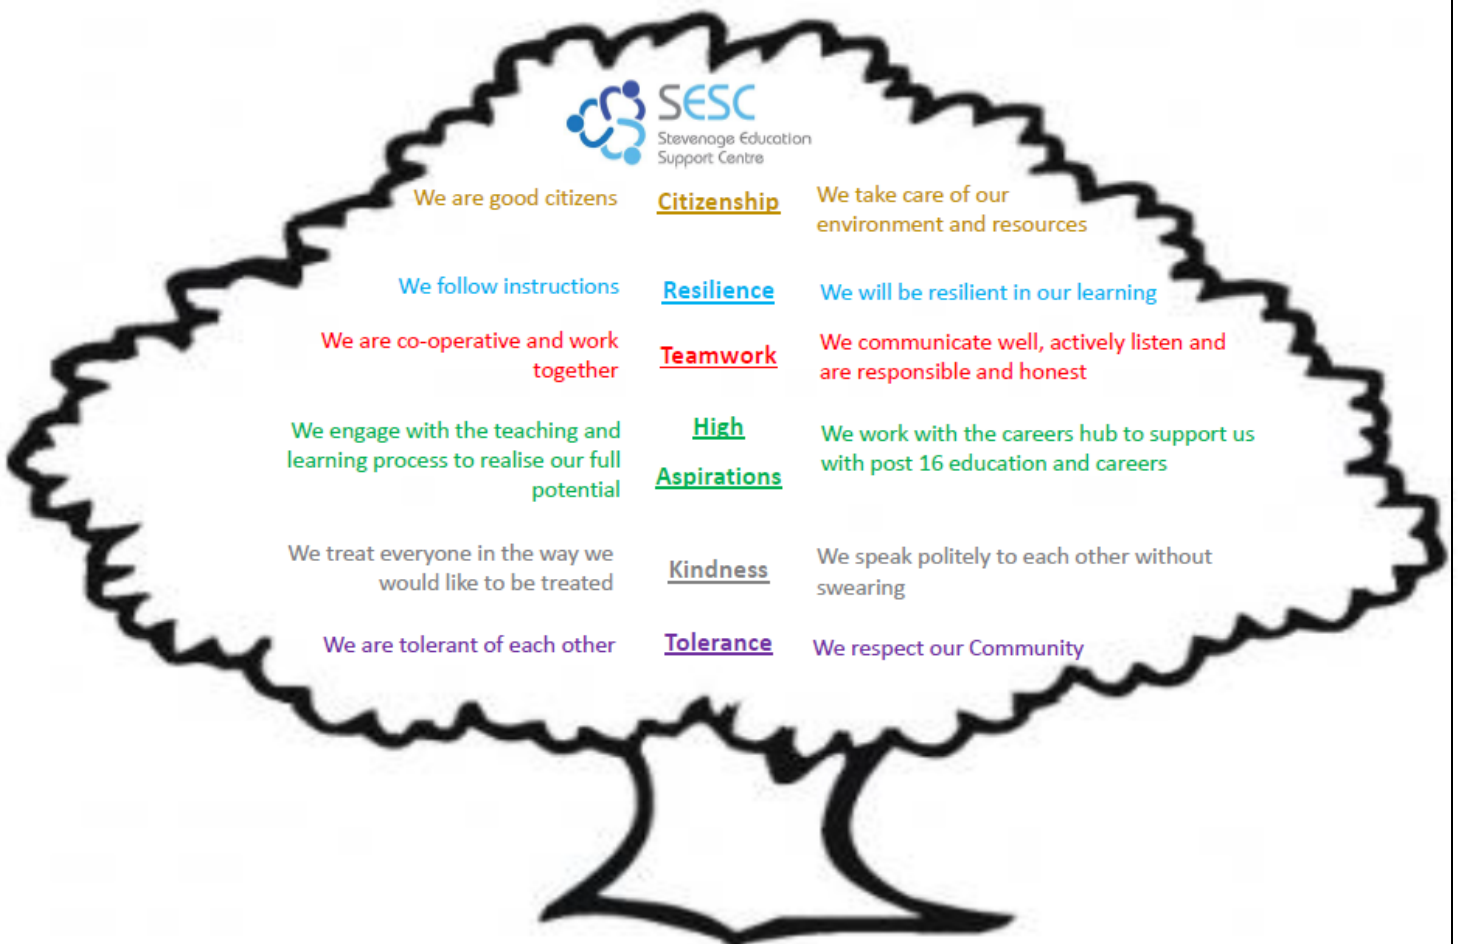 SESC
Stevenage Education
Support Centre
We are good citizens
Citizenship
We take care of our
environment and resources
We follow instructions
Resilience
We will be resilient in our learning
We are co-operative and work
together
Teamwork
We communicate well, actively listen and
are responsible and honest
We engage with the teaching and
learning process to realise our full
potential
High
Aspirations
We work with the careers hub to support us
with post 16 education and careers
We treat everyone in the way we
would like to be treated
Kindness
We speak politely to each other without
swearing
We are tolerant of each other
Tolerance
We respect our Community